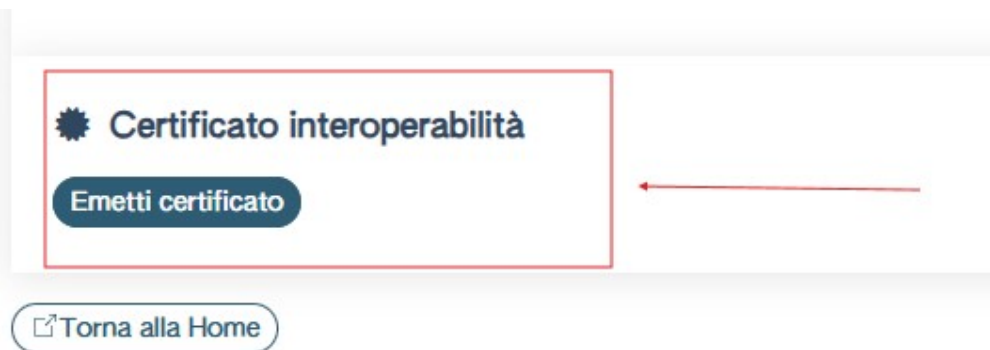 Certificato interoperabilità
Emetti certificato
Torna alla Home